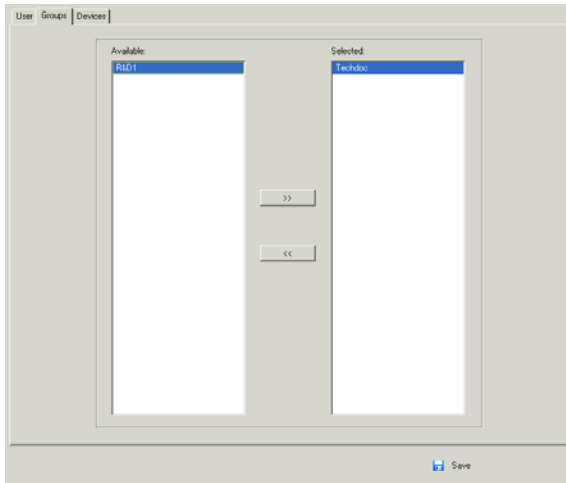 User Groups Devices
Available: Selected:
R&D1 Techdoc
>>
<<
Save